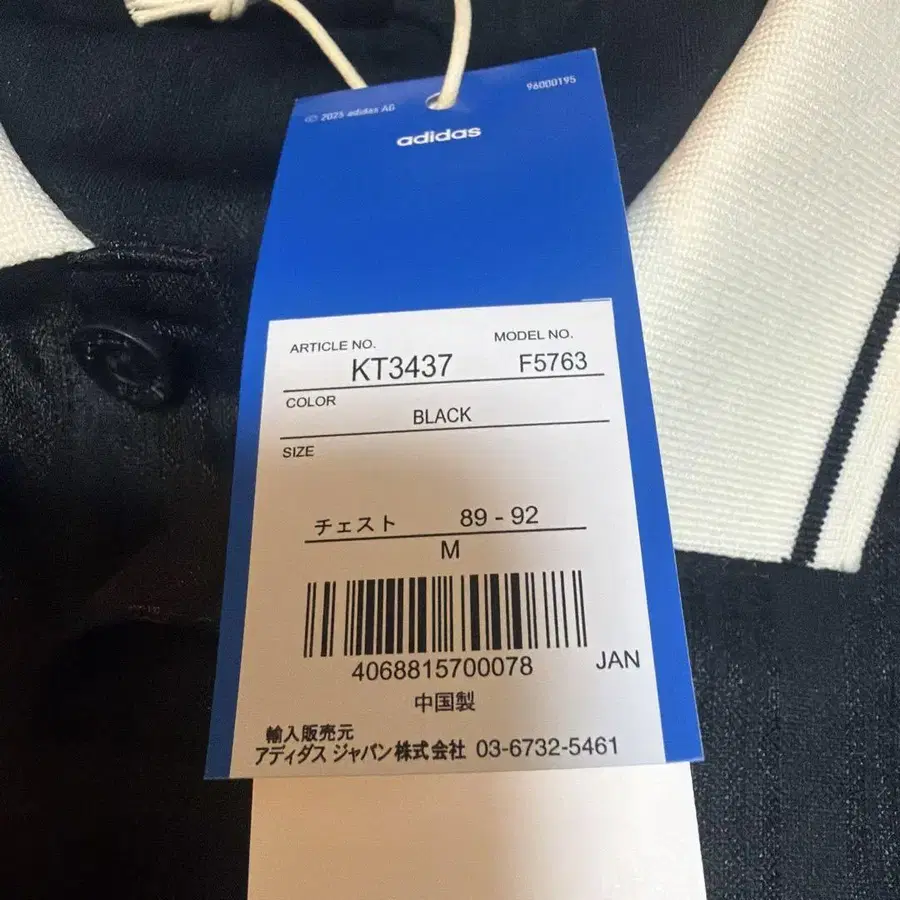 96000195
© 2025 adidas AG
adidas
ARTICLE NO.
MODEL NO.
KT3437
F5763
COLOR
BLACK
SIZE
チェスト 89 - 92
M
4068815700078
JAN
中国製
輸入販売元
アディダス ジャパン株式会社 03-6732-5461